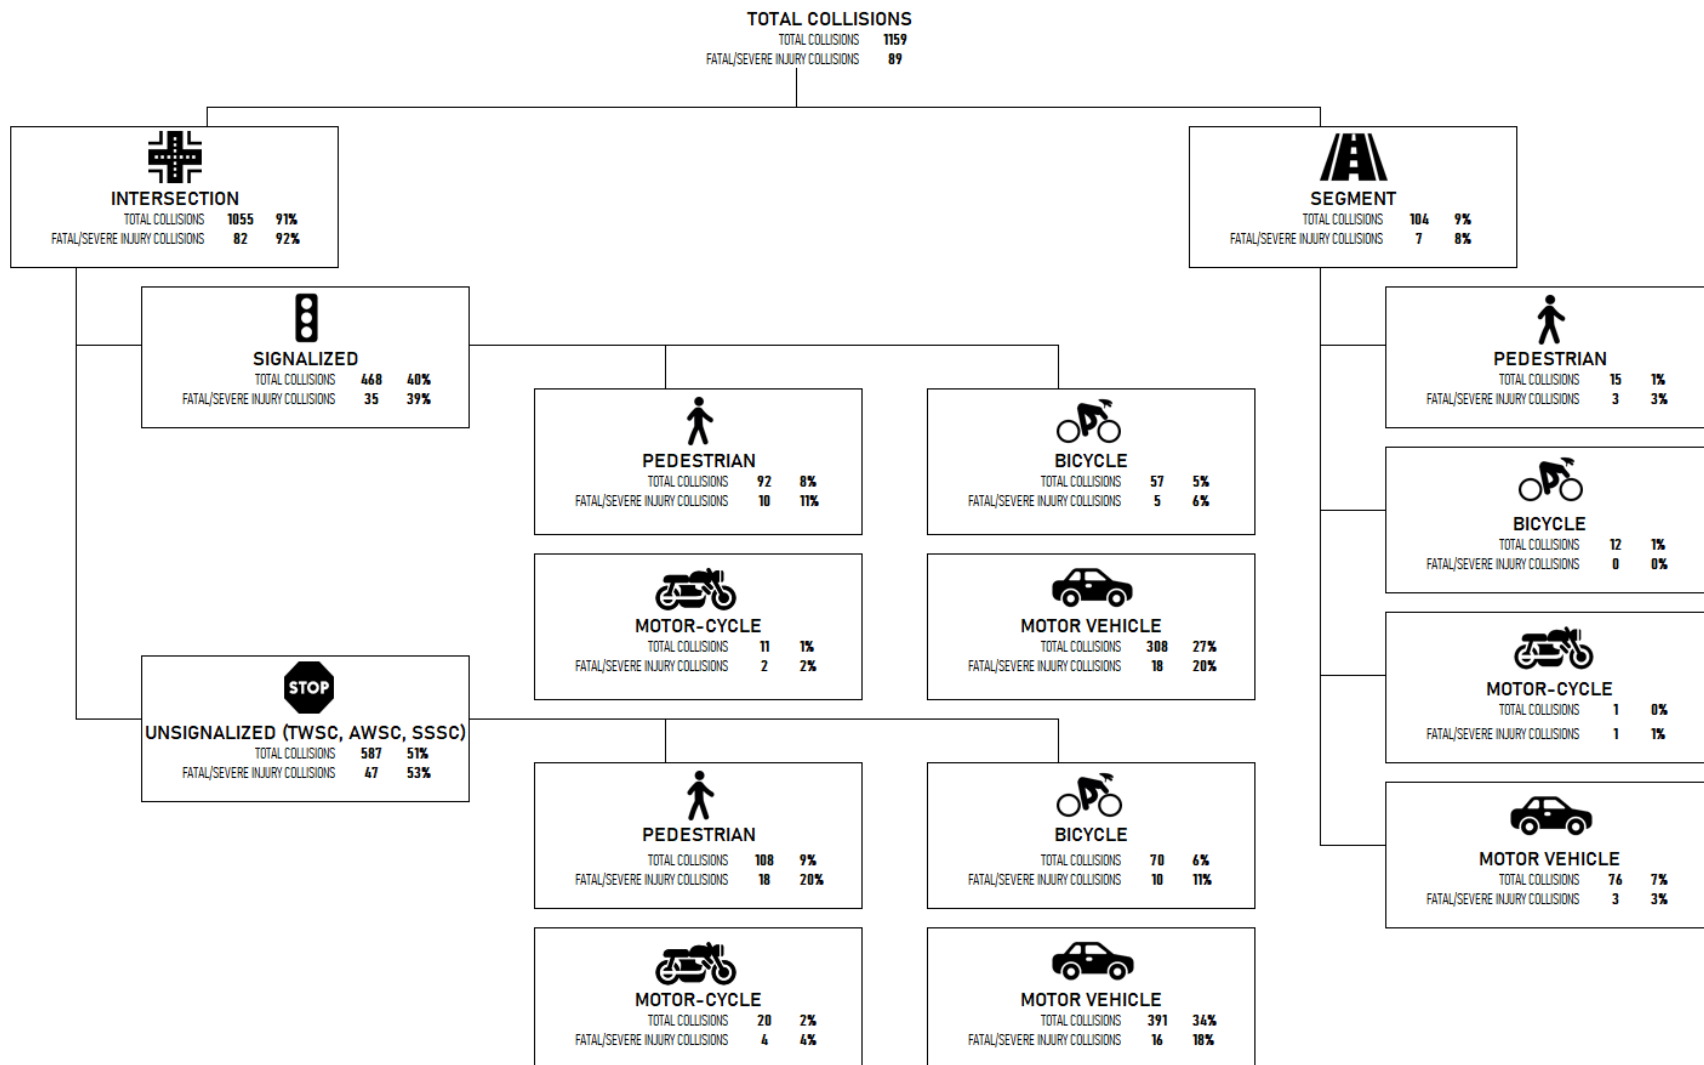 TOTAL COLLISIONS
TOTAL COLLISIONS 1159
FATAL/SEVERE INJURY COLLISIONS 89
INTERSECTION
TOTAL COLLISIONS 1055 91%
FATAL/SEVERE INJURY COLLISIONS 82 92%
SEGMENT
TOTAL COLLISIONS 104 9%
FATAL/SEVERE INJURY COLLISIONS 7 8%
SIGNALIZED
TOTAL COLLISIONS 468 40%
FATAL/SEVERE INJURY COLLISIONS 35 39%
PEDESTRIAN
TOTAL COLLISIONS 92 8%
FATAL/SEVERE INJURY COLLISIONS 10 11%
BICYCLE
TOTAL COLLISIONS 57 5%
FATAL/SEVERE INJURY COLLISIONS 5 6%
MOTOR-CYCLE
TOTAL COLLISIONS 11 1%
FATAL/SEVERE INJURY COLLISIONS 2 2%
MOTOR VEHICLE
TOTAL COLLISIONS 308 27%
FATAL/SEVERE INJURY COLLISIONS 18 20%
STOP
UNSIGNALIZED (TWSC, AWSC, SSSC)
TOTAL COLLISIONS 587 51%
FATAL/SEVERE INJURY COLLISIONS 47 53%
PEDESTRIAN
TOTAL COLLISIONS 108 9%
FATAL/SEVERE INJURY COLLISIONS 18 20%
BICYCLE
TOTAL COLLISIONS 70 6%
FATAL/SEVERE INJURY COLLISIONS 10 11%
MOTOR-CYCLE
TOTAL COLLISIONS 20 2%
FATAL/SEVERE INJURY COLLISIONS 4 4%
MOTOR VEHICLE
TOTAL COLLISIONS 391 34%
FATAL/SEVERE INJURY COLLISIONS 16 18%
PEDESTRIAN
TOTAL COLLISIONS 15 1%
FATAL/SEVERE INJURY COLLISIONS 3 3%
BICYCLE
TOTAL COLLISIONS 12 1%
FATAL/SEVERE INJURY COLLISIONS 0 0%
MOTOR-CYCLE
TOTAL COLLISIONS 1 0%
FATAL/SEVERE INJURY COLLISIONS 1 1%
MOTOR VEHICLE
TOTAL COLLISIONS 76 7%
FATAL/SEVERE INJURY COLLISIONS 3 3%